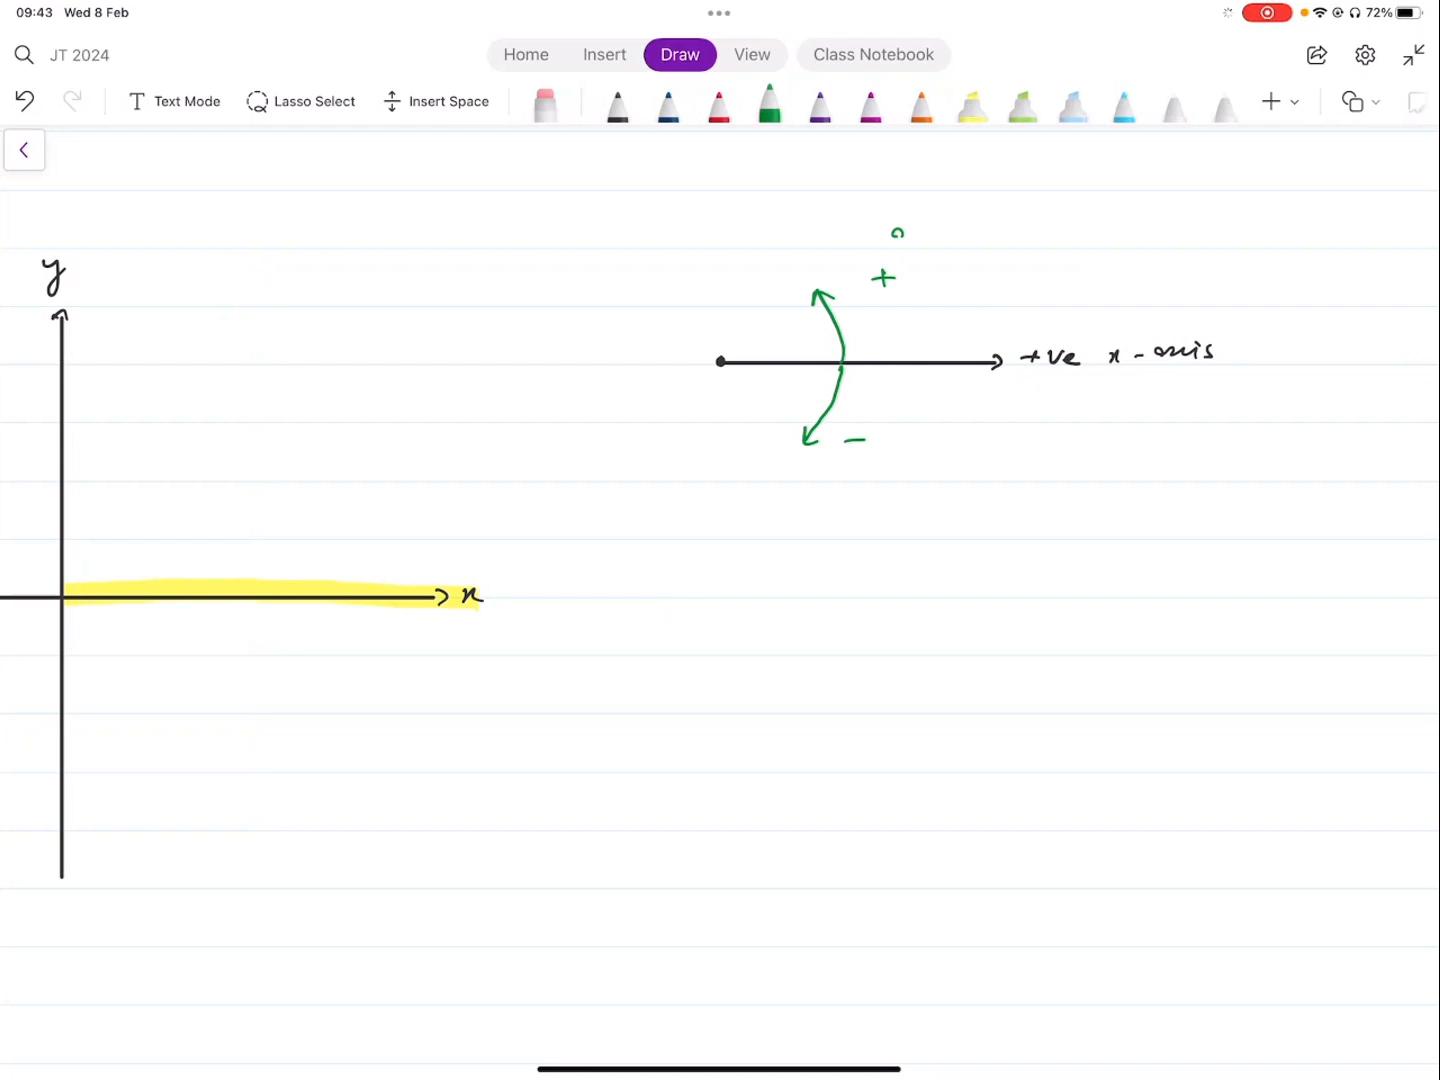 09:43 Wed 8 Feb
72%
JT 2024
Home Insert Draw View Class Notebook
Text Mode Lasso Select Insert Space
y
+
+ve x-axis
-
x